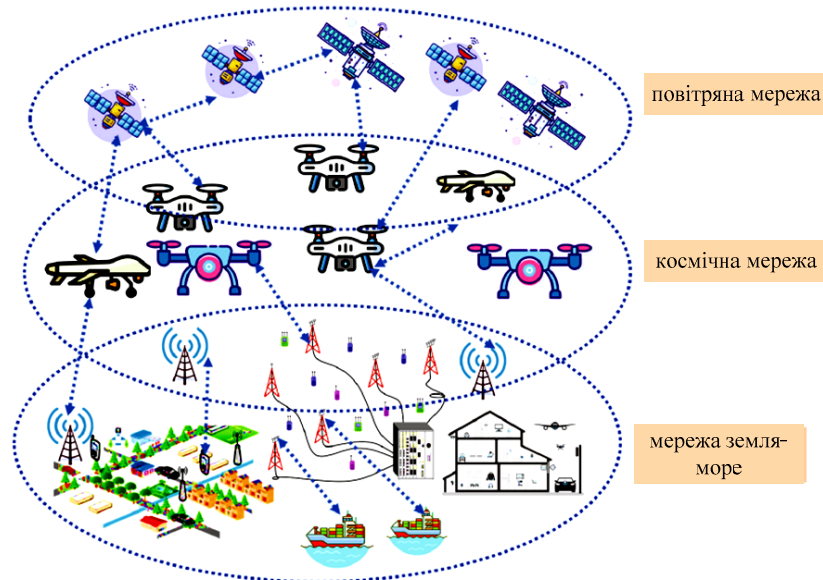 повітряна мережа
космічна мережа
мережа земля-
море